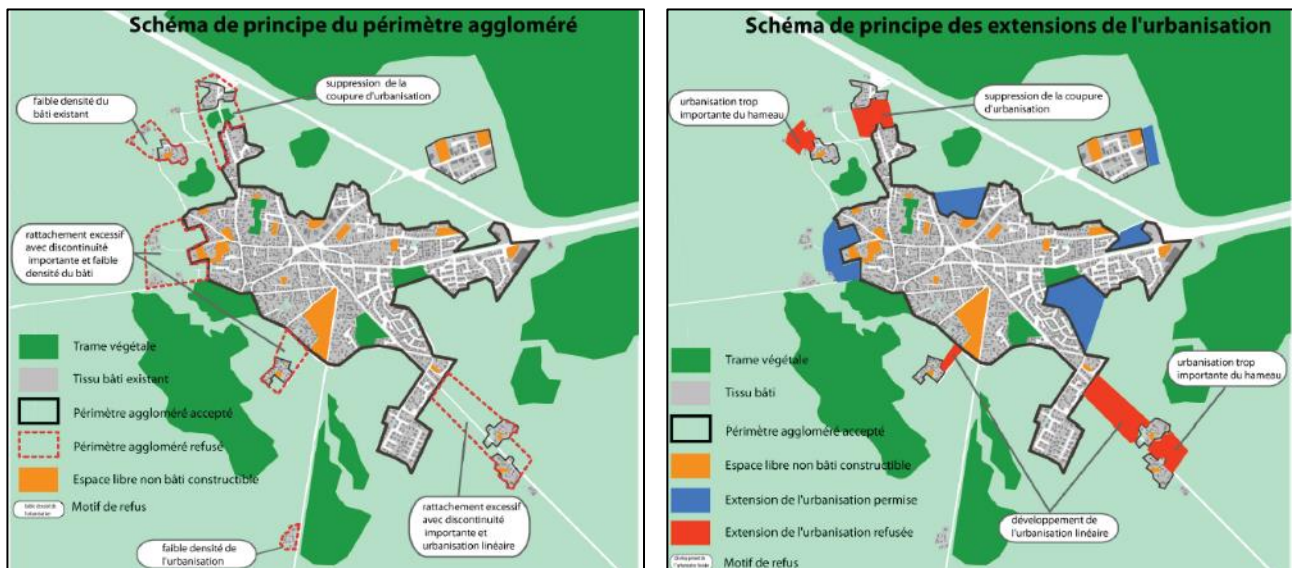 Schéma de principe du périmètre aggloméré
suppression de la
coupure d'urbanisation
faible densité du
bâti existant
rattachement excessif
avec discontinuité
importante et faible
densité du bâti
Trame végétale
Tissu bâti existant
Périmètre aggloméré accepté
Périmètre aggloméré refusé
Espace libre non bâti constructible
Motif de refus
rattachement excessif
avec discontinuité
importante et
urbanisation linéaire
faible densité de
l'urbanisation
Schéma de principe des extensions de l'urbanisation
urbanisation trop
importante du hameau
suppression de la coupure
d'urbanisation
Trame végétale
Tissu bâti
Périmètre aggloméré accepté
Espace libre non bâti constructible
Extension de l'urbanisation permise
Extension de l'urbanisation refusée
Motif de refus
urbanisation trop
importante du hameau
développement de
l'urbanisation linéaire